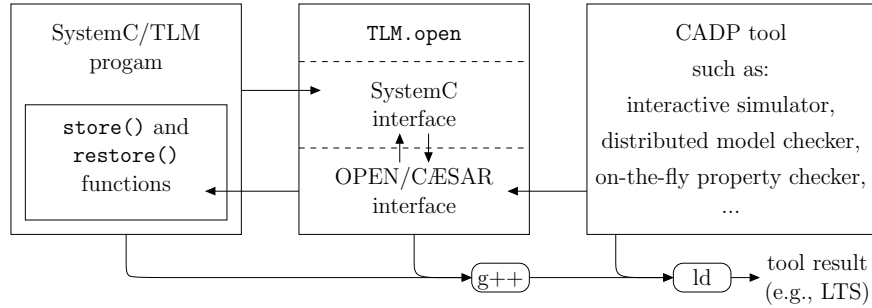 SystemC/TLM
progam
store() and
restore()
functions
TLM.open
SystemC
interface
OPEN/CÆSAR
interface
CADP tool
such as:
interactive simulator,
distributed model checker,
on-the-fly property checker,
...
g++
ld
tool result
(e.g., LTS)